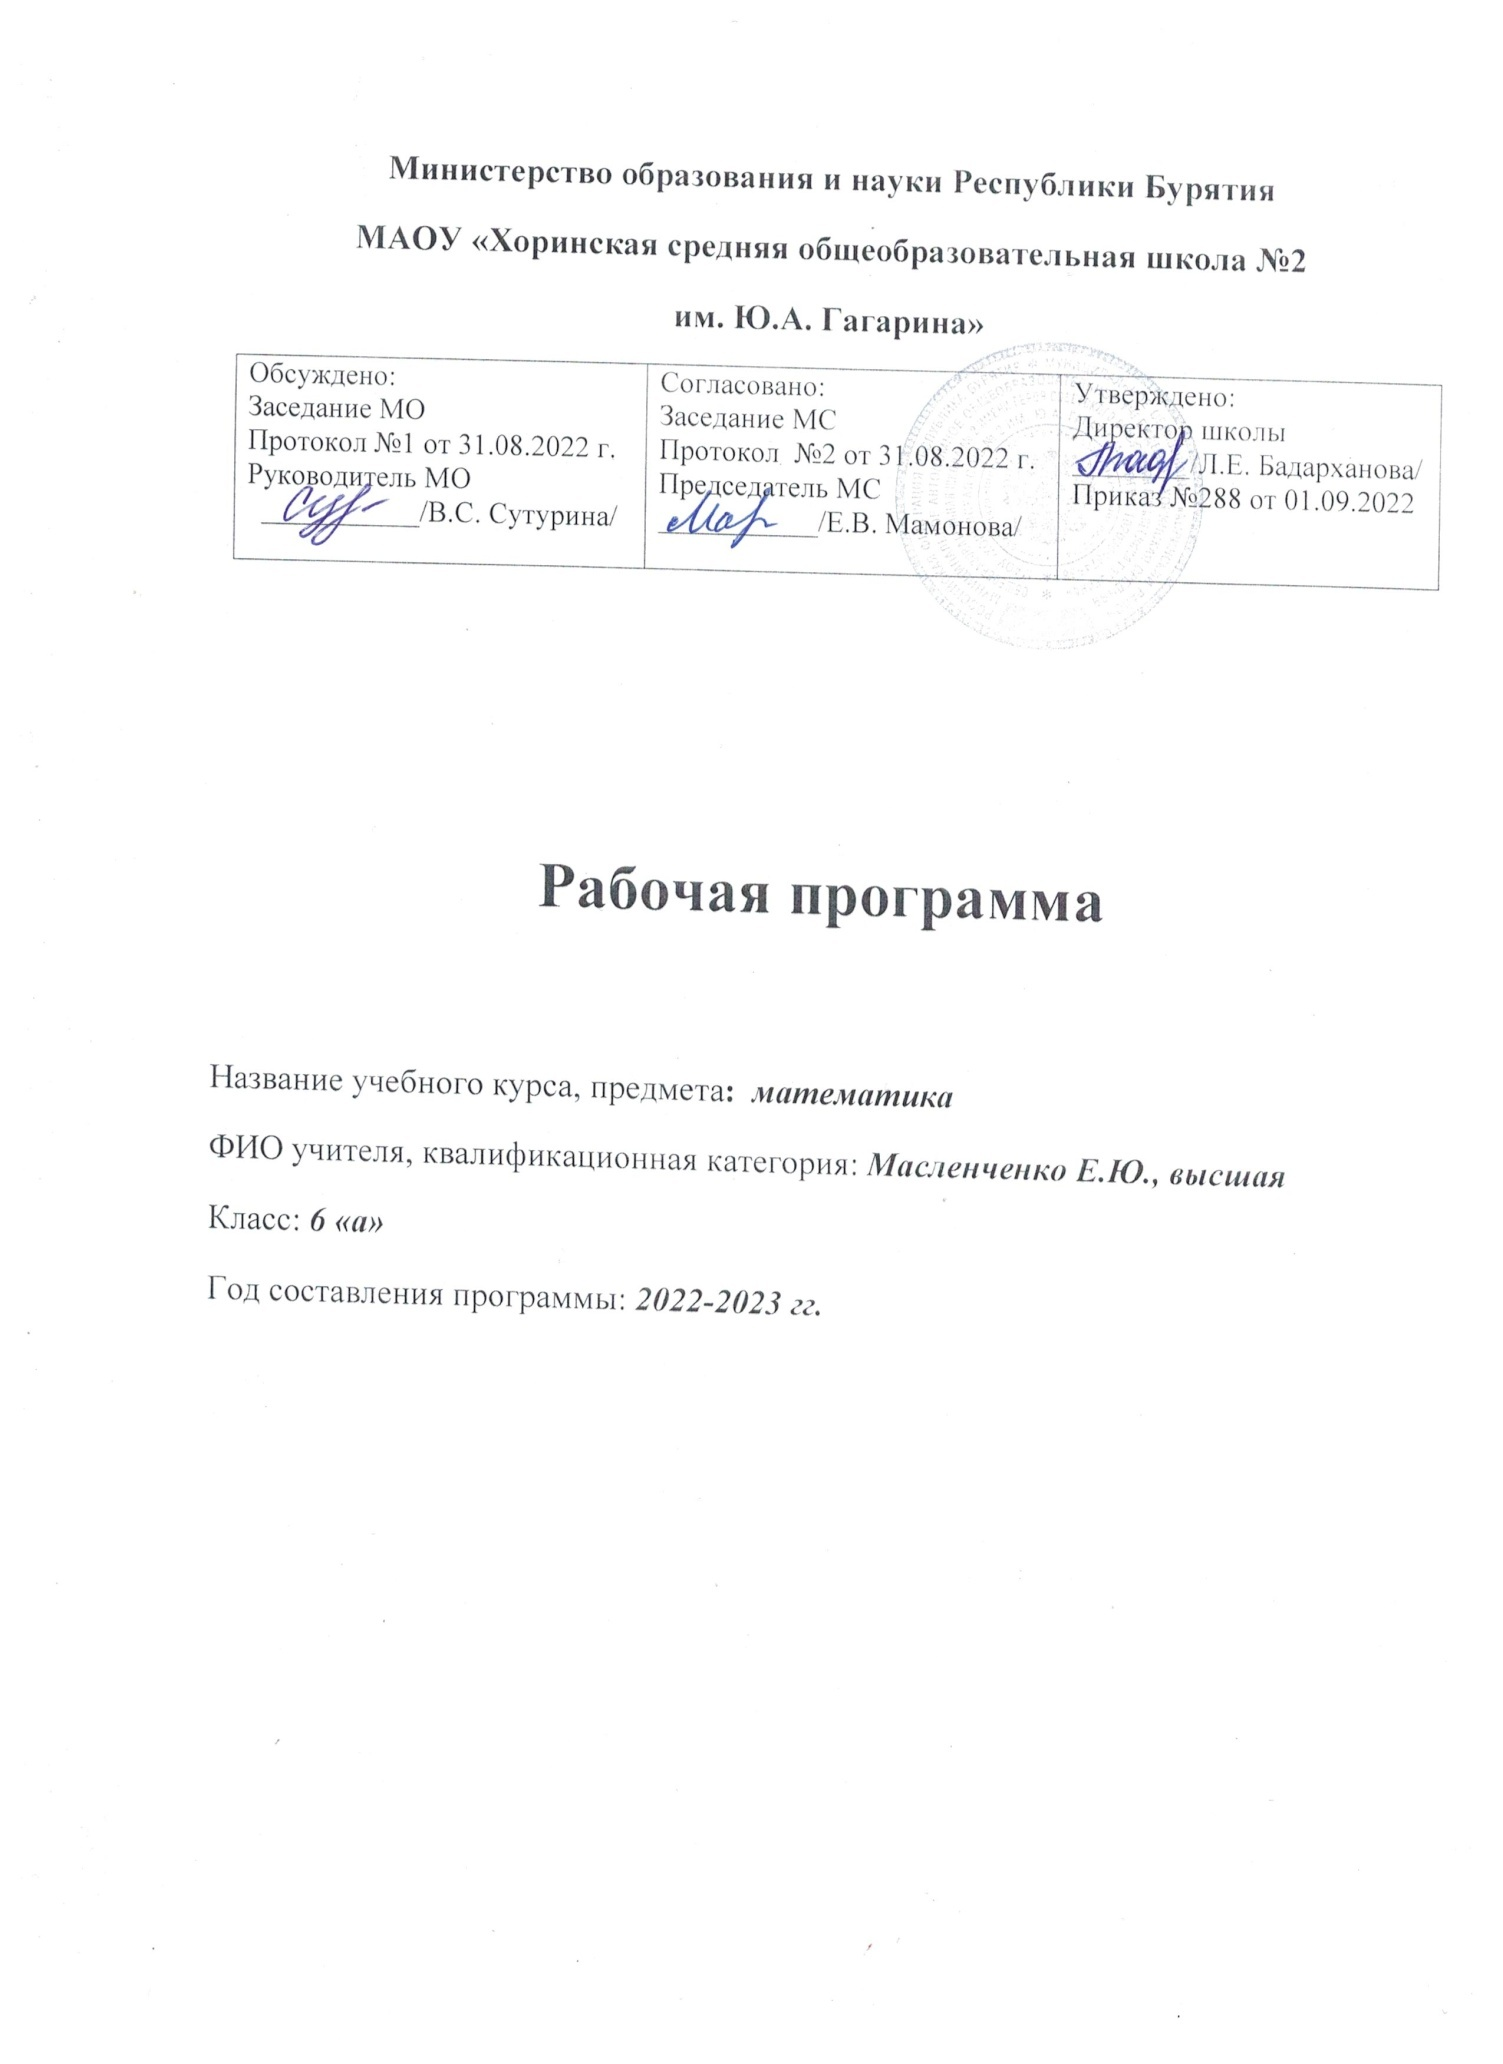 Министерство образования и науки Республики Бурятия
МАОУ «Хоринская средняя общеобразовательная школа №2
им. Ю.А. Гагарина»
Обсуждено:
Заседание МО
Протокол №1 от 31.08.2022 г.
Руководитель МО
___________/В.С. Сутурина/
Согласовано:
Заседание МС
Протокол №2 от 31.08.2022 г.
Председатель МС
___________/Е.В. Мамонова/
Утверждено:
Директор школы
________/Л.Е. Бадарханова/
Приказ №288 от 01.09.2022
Рабочая программа
Название учебного курса, предмета: математика
ФИО учителя, квалификационная категория: Масленченко Е.Ю., высшая
Класс: 6 «а»
Год составления программы: 2022-2023 гг.